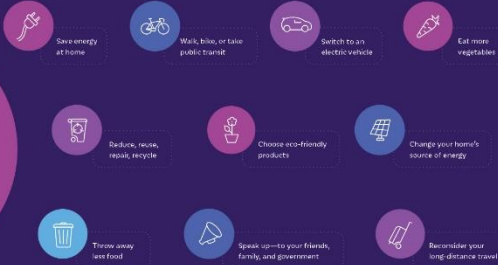 Save energy
at home
Walk, bike, or take
public transit
Switch to an
electric vehicle
Eat more
vegetables
Reduce, reuse,
repair, recycle
Choose eco-friendly
products
Change your home's
source of energy
Throw away
less food
Speak up—to your friends,
family, and government
Reconsider your
long-distance travel